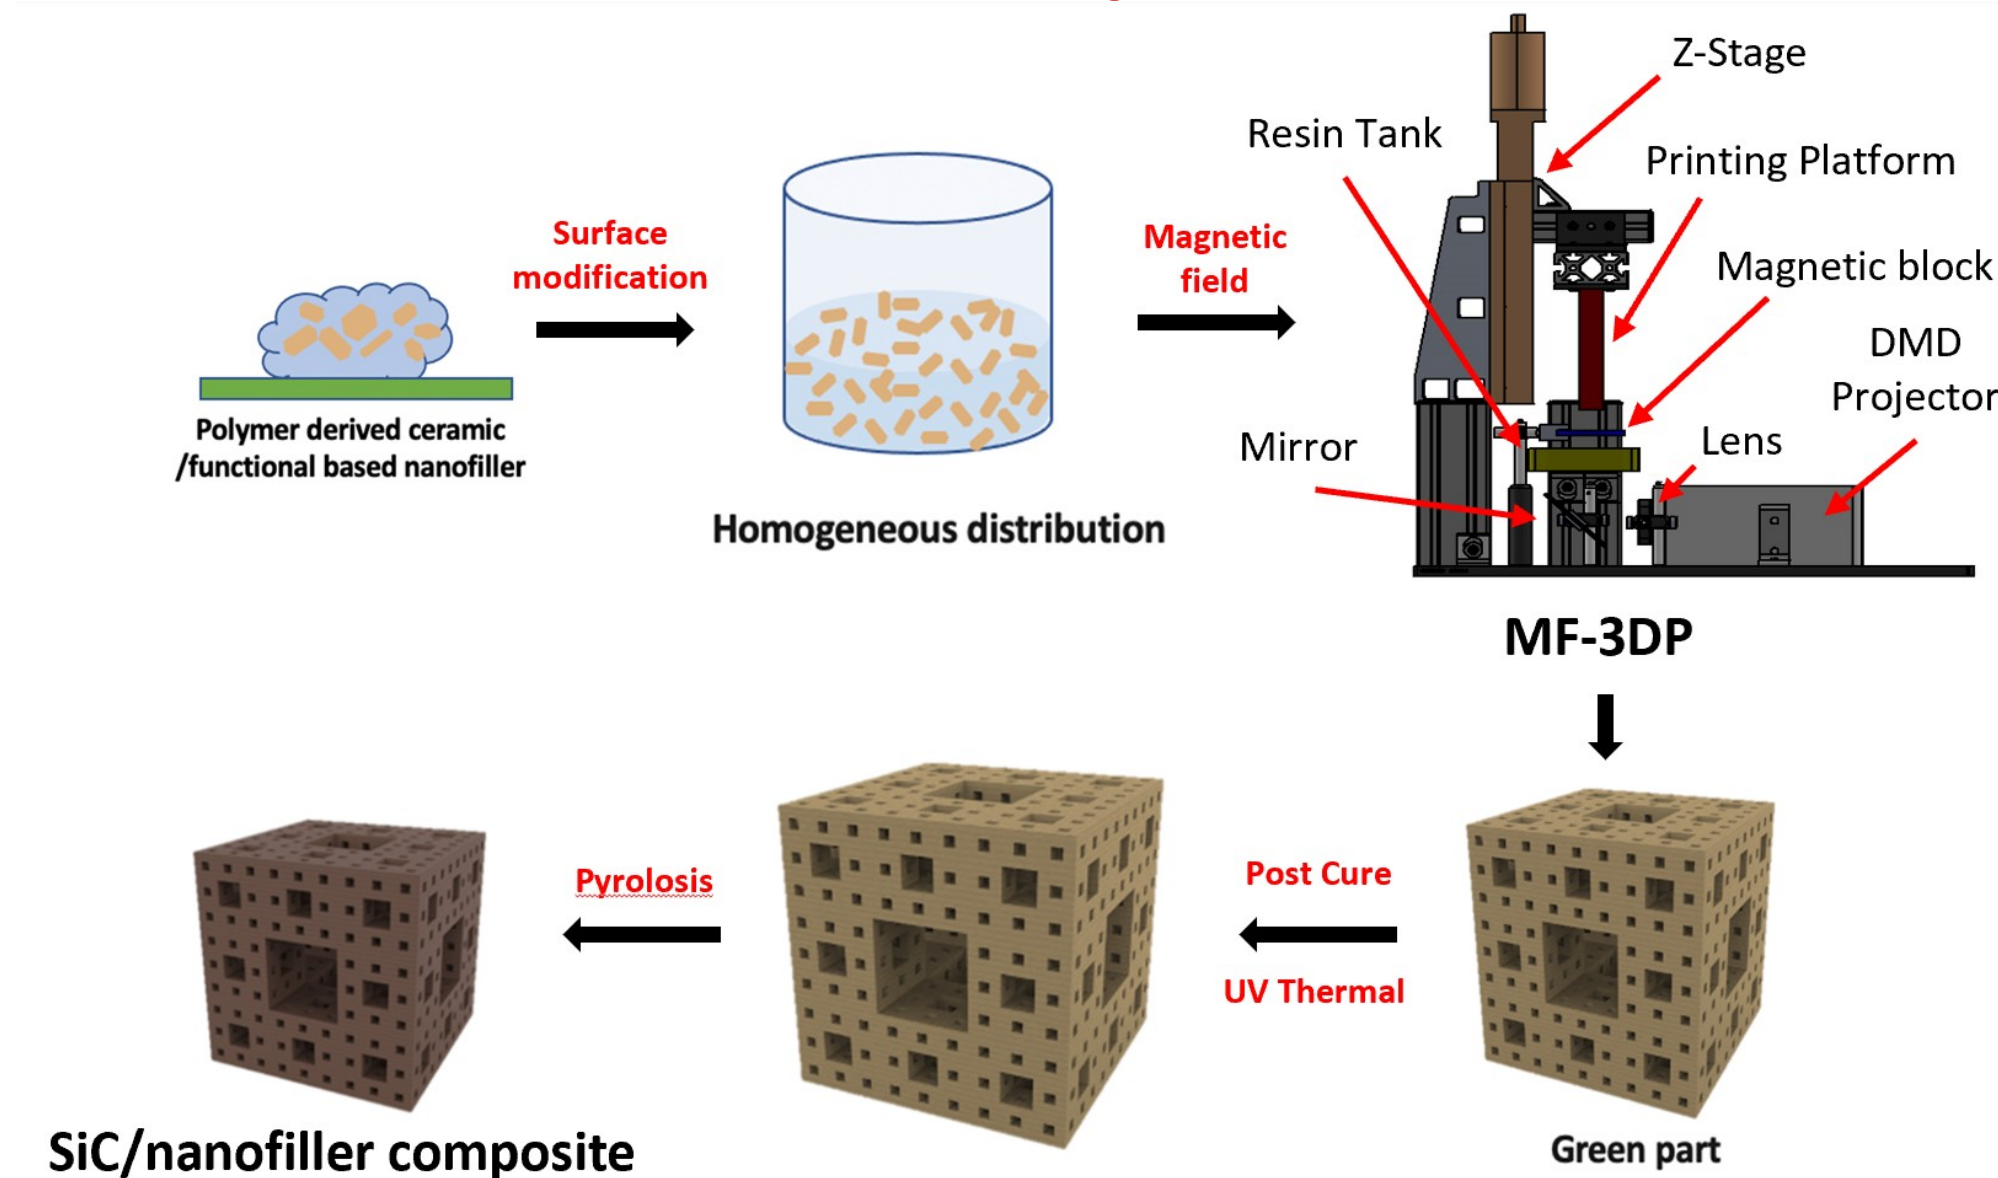 Surface
modification
Polymer derived ceramic
/functional based nanofiller
Homogeneous distribution
Magnetic
field
Z-Stage
Resin Tank
Printing Platform
Magnetic block
DMD
Projector
Lens
Mirror
MF-3DP
Green part
Post Cure
UV Thermal
Pyrolosis
SiC/nanofiller composite